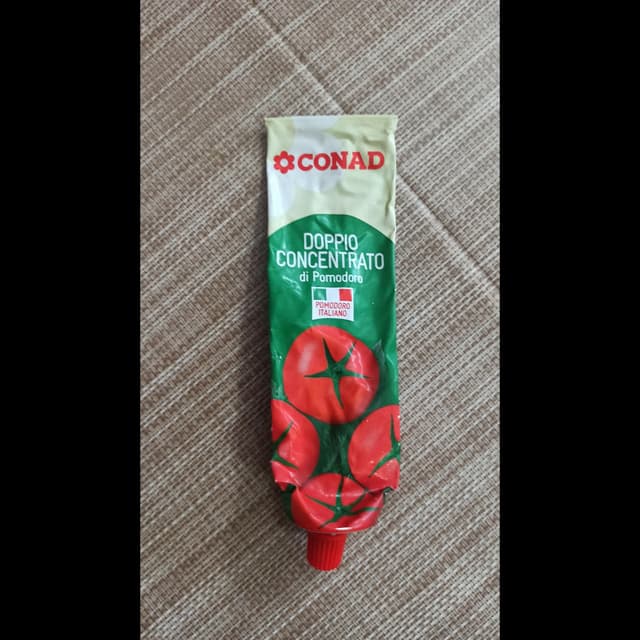 CONAD
DOPPIO
CONCENTRATO
di Pomodoro
POMODORO
ITALIANO